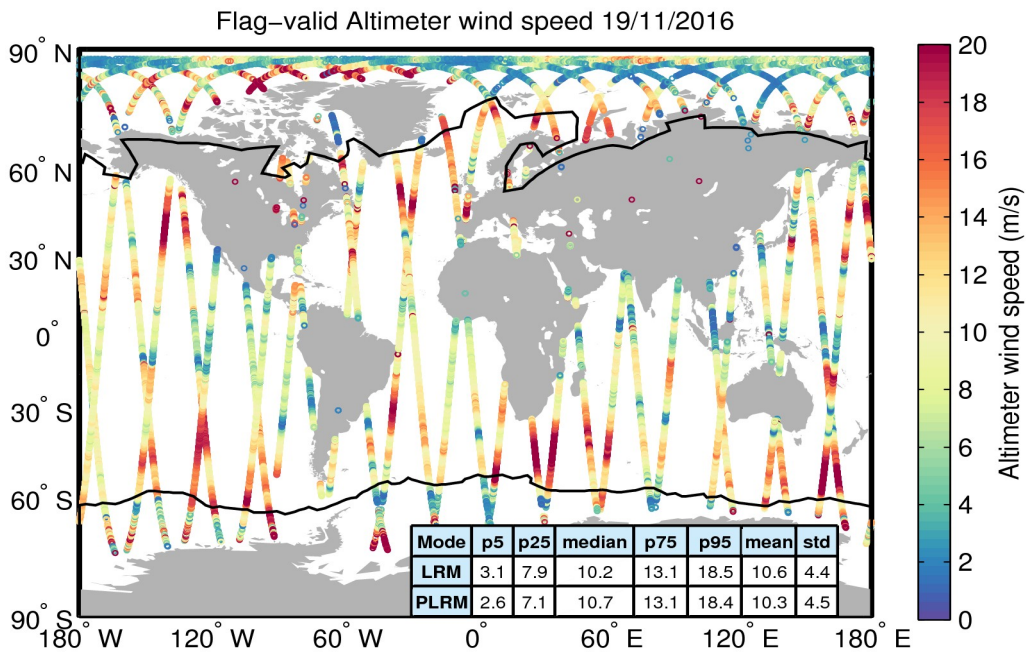 Flag−valid Altimeter wind speed 19/11/2016
90° N
60° N
30° N
0°
30° S
60° S
90° S
180° W
120° W
60° W
0°
60° E
120° E
180° E
Mode p5 p25 median p75 p95 mean std
LRM 3.1 7.9 10.2 13.1 18.5 10.6 4.4
PLRM 2.6 7.1 10.7 13.1 18.4 10.3 4.5
20
18
16
14
12
10
8
6
4
2
0
Altimeter wind speed (m/s)